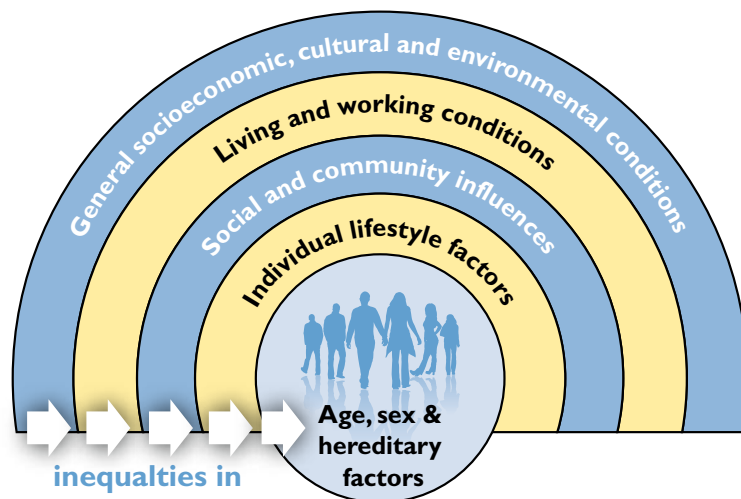 General socioeconomic, cultural and environmental conditions
Living and working conditions
Social and community influences
Individual lifestyle factors
Age, sex &
hereditary
factors
inequalties in